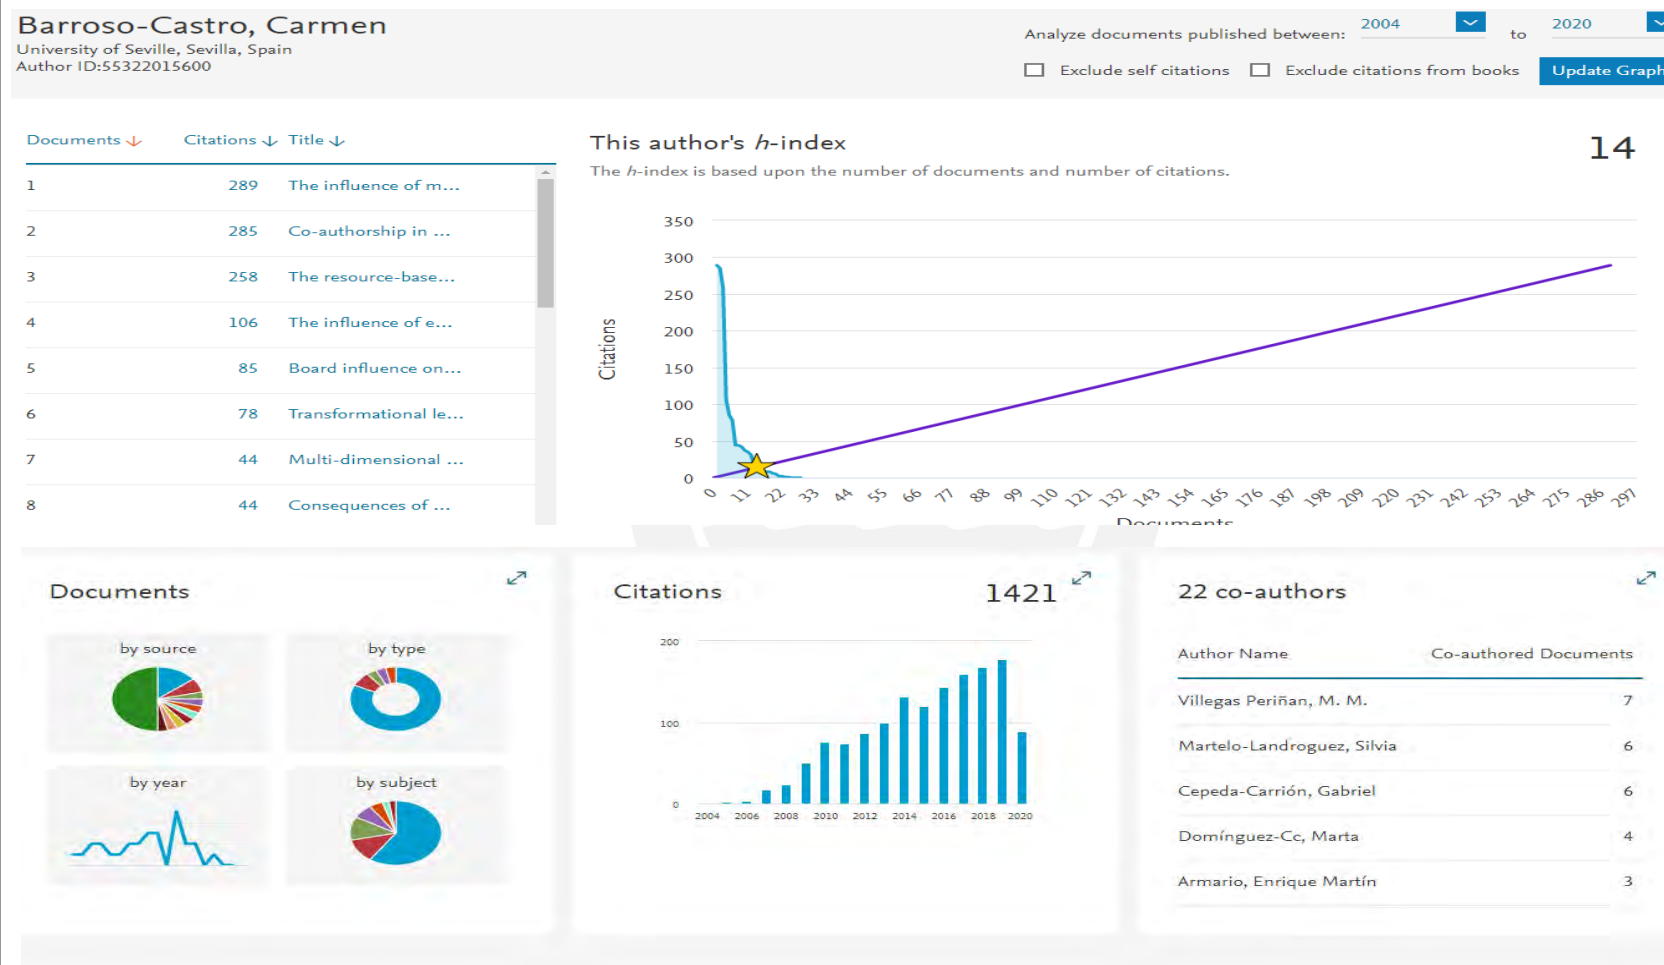 Barroso-Castro, Carmen
University of Seville, Sevilla, Spain
Author ID:55322015600
Analyze documents published between: 2004 to 2020
Exclude self citations Exclude citations from books Update Graph
Documents Citations Title
1 289 The influence of m...
2 285 Co-authorship in ...
3 258 The resource-base...
4 106 The influence of e...
5 85 Board influence on...
6 78 Transformational le...
7 44 Multi-dimensional ...
8 44 Consequences of ...
This author's h-index
14
The h-index is based upon the number of documents and number of citations.
350
300
250
200
150
100
50
0
Citations
0 11 22 33 44 55 66 77 88 99 110 121 132 143 154 165 176 187 198 209 220 231 242 253 264 275 286 297
Documents
Documents
by source
by type
by year
by subject
Citations
1421
200
100
0
2004 2006 2008 2010 2012 2014 2016 2018 2020
22 co-authors
Author Name Co-authored Documents
Villegas Periñan, M. M. 7
Martelo-Landroguez, Silvia 6
Cepeda-Carrión, Gabriel 6
Domínguez-Cc, Marta 4
Armario, Enrique Martín 3